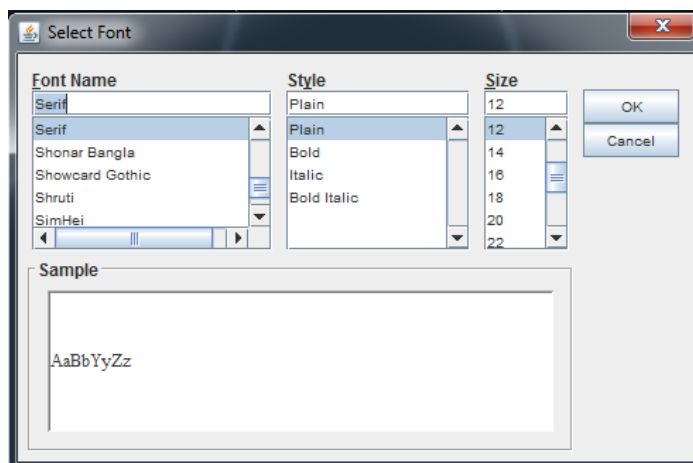 Select Font
Font Name
Style
Size
Serif
Plain
12
OK
Cancel
Serif
Shonar Bangla
Showcard Gothic
Shruti
SimHei
Plain
Bold
Italic
Bold Italic
12
14
16
18
20
22
Sample
AaBbYyZz